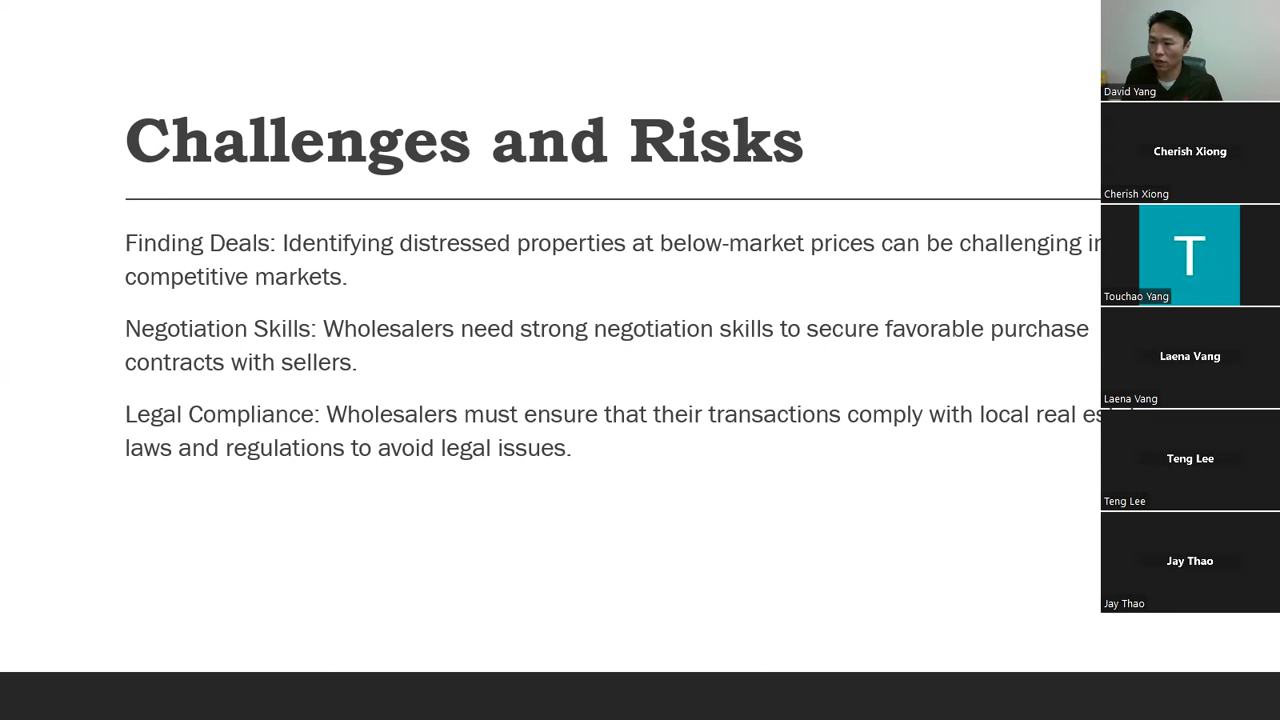 Challenges and Risks
Finding Deals: Identifying distressed properties at below-market prices can be challenging in
competitive markets.
Negotiation Skills: Wholesalers need strong negotiation skills to secure favorable purchase
contracts with sellers.
Legal Compliance: Wholesalers must ensure that their transactions comply with local real
laws and regulations to avoid legal issues.
David Yang
Cherish Xiong
Cherish Xiong
T
Touchao Yang
Laena Vang
Laena Vang
Teng Lee
Teng Lee
Jay Thao
Jay Thao